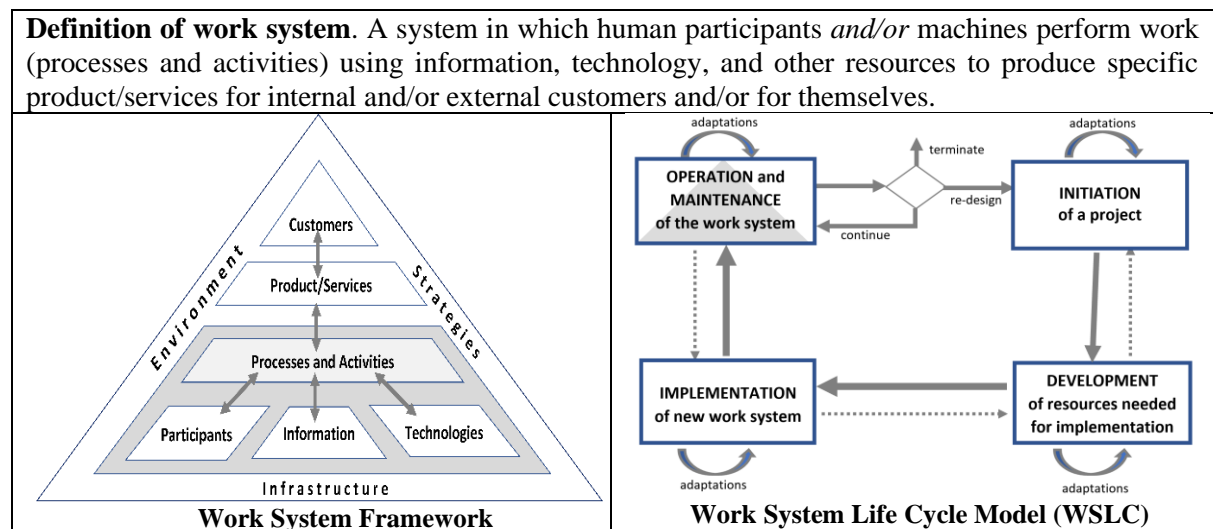 Definition of work system. A system in which human participants and/or machines perform work
(processes and activities) using information, technology, and other resources to produce specific
product/services for internal and/or external customers and/or for themselves.
Customers
Product/Services
Processes and Activities
Participants
Information
Technologies
Environment
Strategies
Infrastructure
Work System Framework
adaptations
OPERATION and
MAINTENANCE
of the work system
terminate
re-design
continue
adaptations
INITIATION
of a project
IMPLEMENTATION
of new work system
adaptations
DEVELOPMENT
of resources needed
for implementation
adaptations
Work System Life Cycle Model (WSLC)